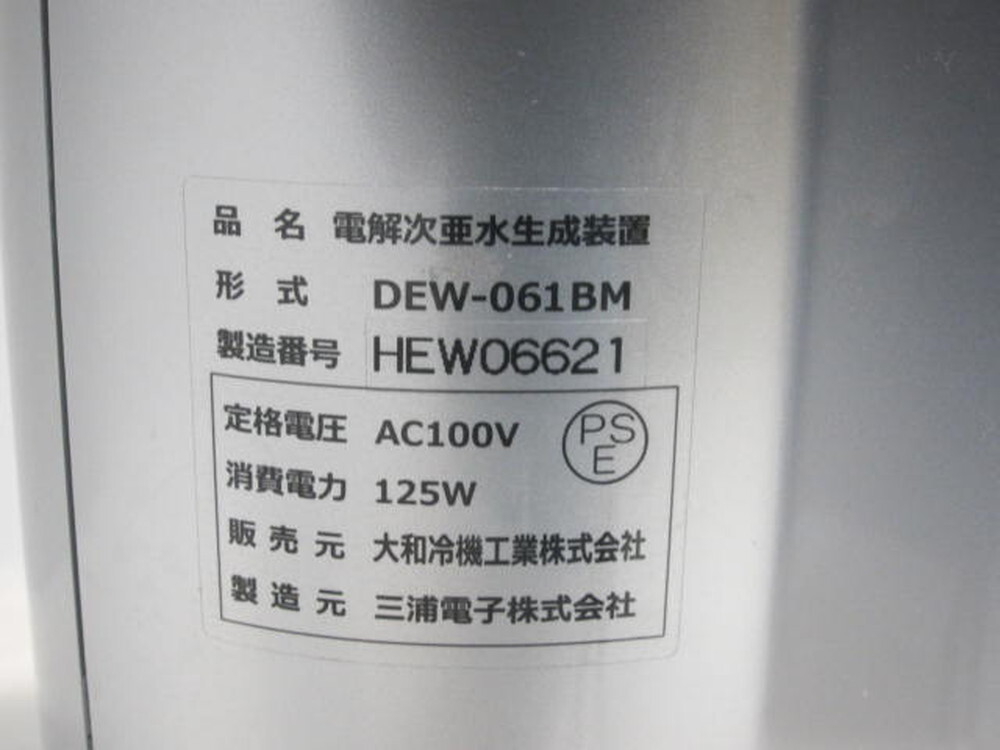 品名 電解次亜水生成装置
形式 DEW-061BM
製造番号 HEW06621
定格電圧 AC100V
PSE
消費電力 125W
販売元 大和冷機工業株式会社
製造元 三浦電子株式会社